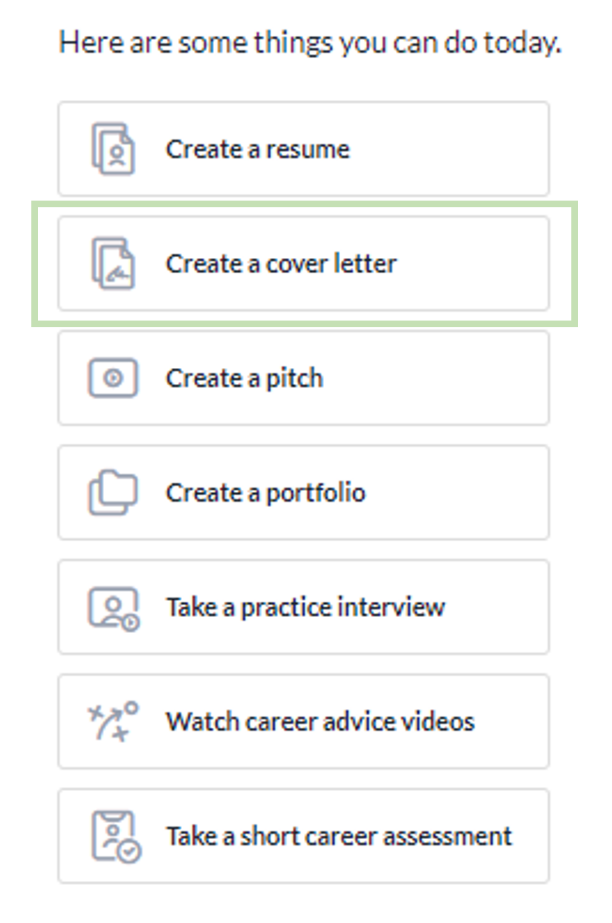 Here are some things you can do today.
Create a resume
Create a cover letter
Create a pitch
Create a portfolio
Take a practice interview
Watch career advice videos
Take a short career assessment